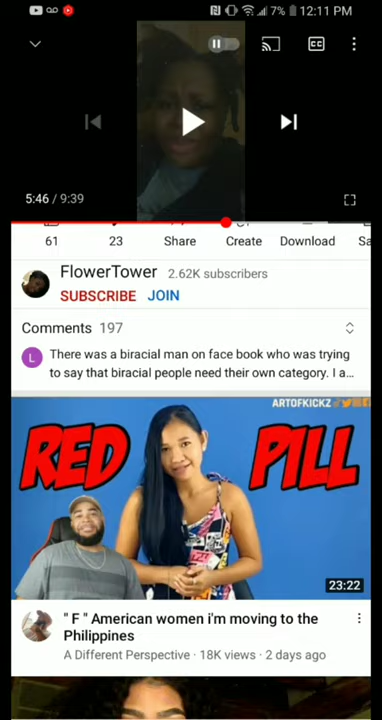 7% 12:11 PM
CC
5:46 / 9:39
61 23 Share Create Download Sa
FlowerTower 2.62K subscribers
SUBSCRIBE JOIN
Comments 197
L There was a biracial man on face book who was trying
to say that biracial people need their own category. I a...
ARTOFKICKZ
RED PILL
23:22
" F " American women i'm moving to the
Philippines
A Different Perspective · 18K views · 2 days ago